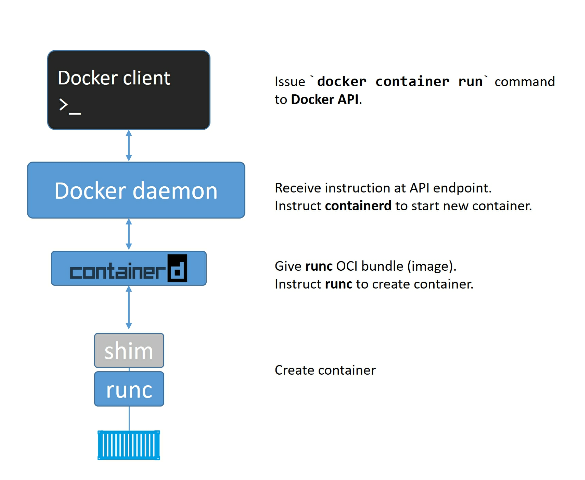 Docker client
>_
Issue `docker container run` command
to Docker API.
Docker daemon
Receive instruction at API endpoint.
Instruct containerd to start new container.
containerd
Give runc OCI bundle (image).
Instruct runc to create container.
shim
runc
Create container